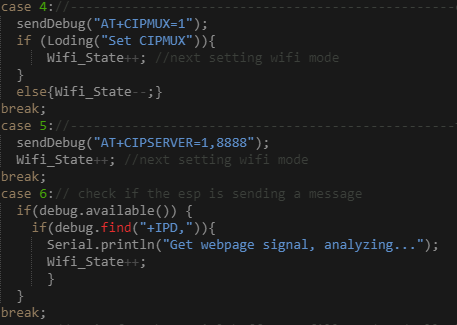 case 4://--------------------------------------------------
sendDebug("AT+CIPMUX=1");
if (Loding("Set CIPMUX")){
Wifi_State++; //next setting wifi mode
}
else{Wifi_State--;}
break;
case 5://--------------------------------------------------
sendDebug("AT+CIPSERVER=1,8888");
Wifi_State++; //next setting wifi mode
break;
case 6:// check if the esp is sending a message
if(debug.available()) {
if(debug.find("+IPD,")){
Serial.println("Get webpage signal, analyzing...");
Wifi_State++;
}
}
break;